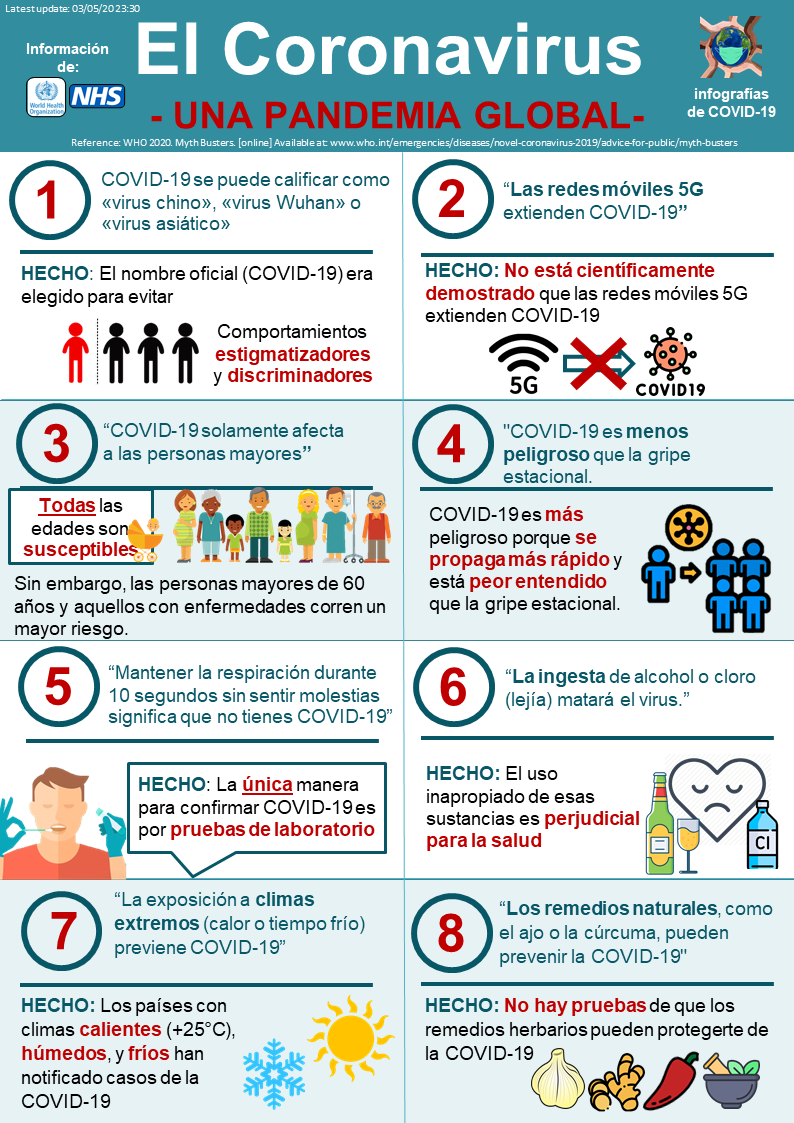 Latest update: 03/05/2023:30
Información
de:
World Health
Organization
NHS
El Coronavirus
- UNA PANDEMIA GLOBAL-
infografías
de COVID-19
Reference: WHO 2020. Myth Busters. [online] Available at: www.who.int/emergencies/diseases/novel-coronavirus-2019/advice-for-public/myth-busters
1
COVID-19 se puede calificar como
«virus chino», «virus Wuhan» o
«virus asiático»
HECHO: El nombre oficial (COVID-19) era
elegido para evitar
Comportamientos
estigmatizadores
y discriminadores
2
“Las redes móviles 5G
extienden COVID-19”
HECHO: No está científicamente
demostrado que las redes móviles 5G
extienden COVID-19
5G
COVID19
3
“COVID-19 solamente afecta
a las personas mayores”
Todas las
edades son
susceptibles
Sin embargo, las personas mayores de 60
años y aquellos con enfermedades corren un
mayor riesgo.
4
"COVID-19 es menos
peligroso que la gripe
estacional.
COVID-19 es más
peligroso porque se
propaga más rápido y
está peor entendido
que la gripe estacional.
5
“Mantener la respiración durante
10 segundos sin sentir molestias
significa que no tienes COVID-19”
HECHO: La única manera
para confirmar COVID-19 es
por pruebas de laboratorio
6
“La ingesta de alcohol o cloro
(lejía) matará el virus.”
HECHO: El uso
inapropiado de esas
sustancias es perjudicial
para la salud
Cl
7
“La exposición a climas
extremos (calor o tiempo frío)
previene COVID-19”
HECHO: Los países con
climas calientes (+25°C),
húmedos, y fríos han
notificado casos de la
COVID-19
8
“Los remedios naturales, como
el ajo o la cúrcuma, pueden
prevenir la COVID-19"
HECHO: No hay pruebas de que los
remedios herbarios pueden protegerte de
la COVID-19